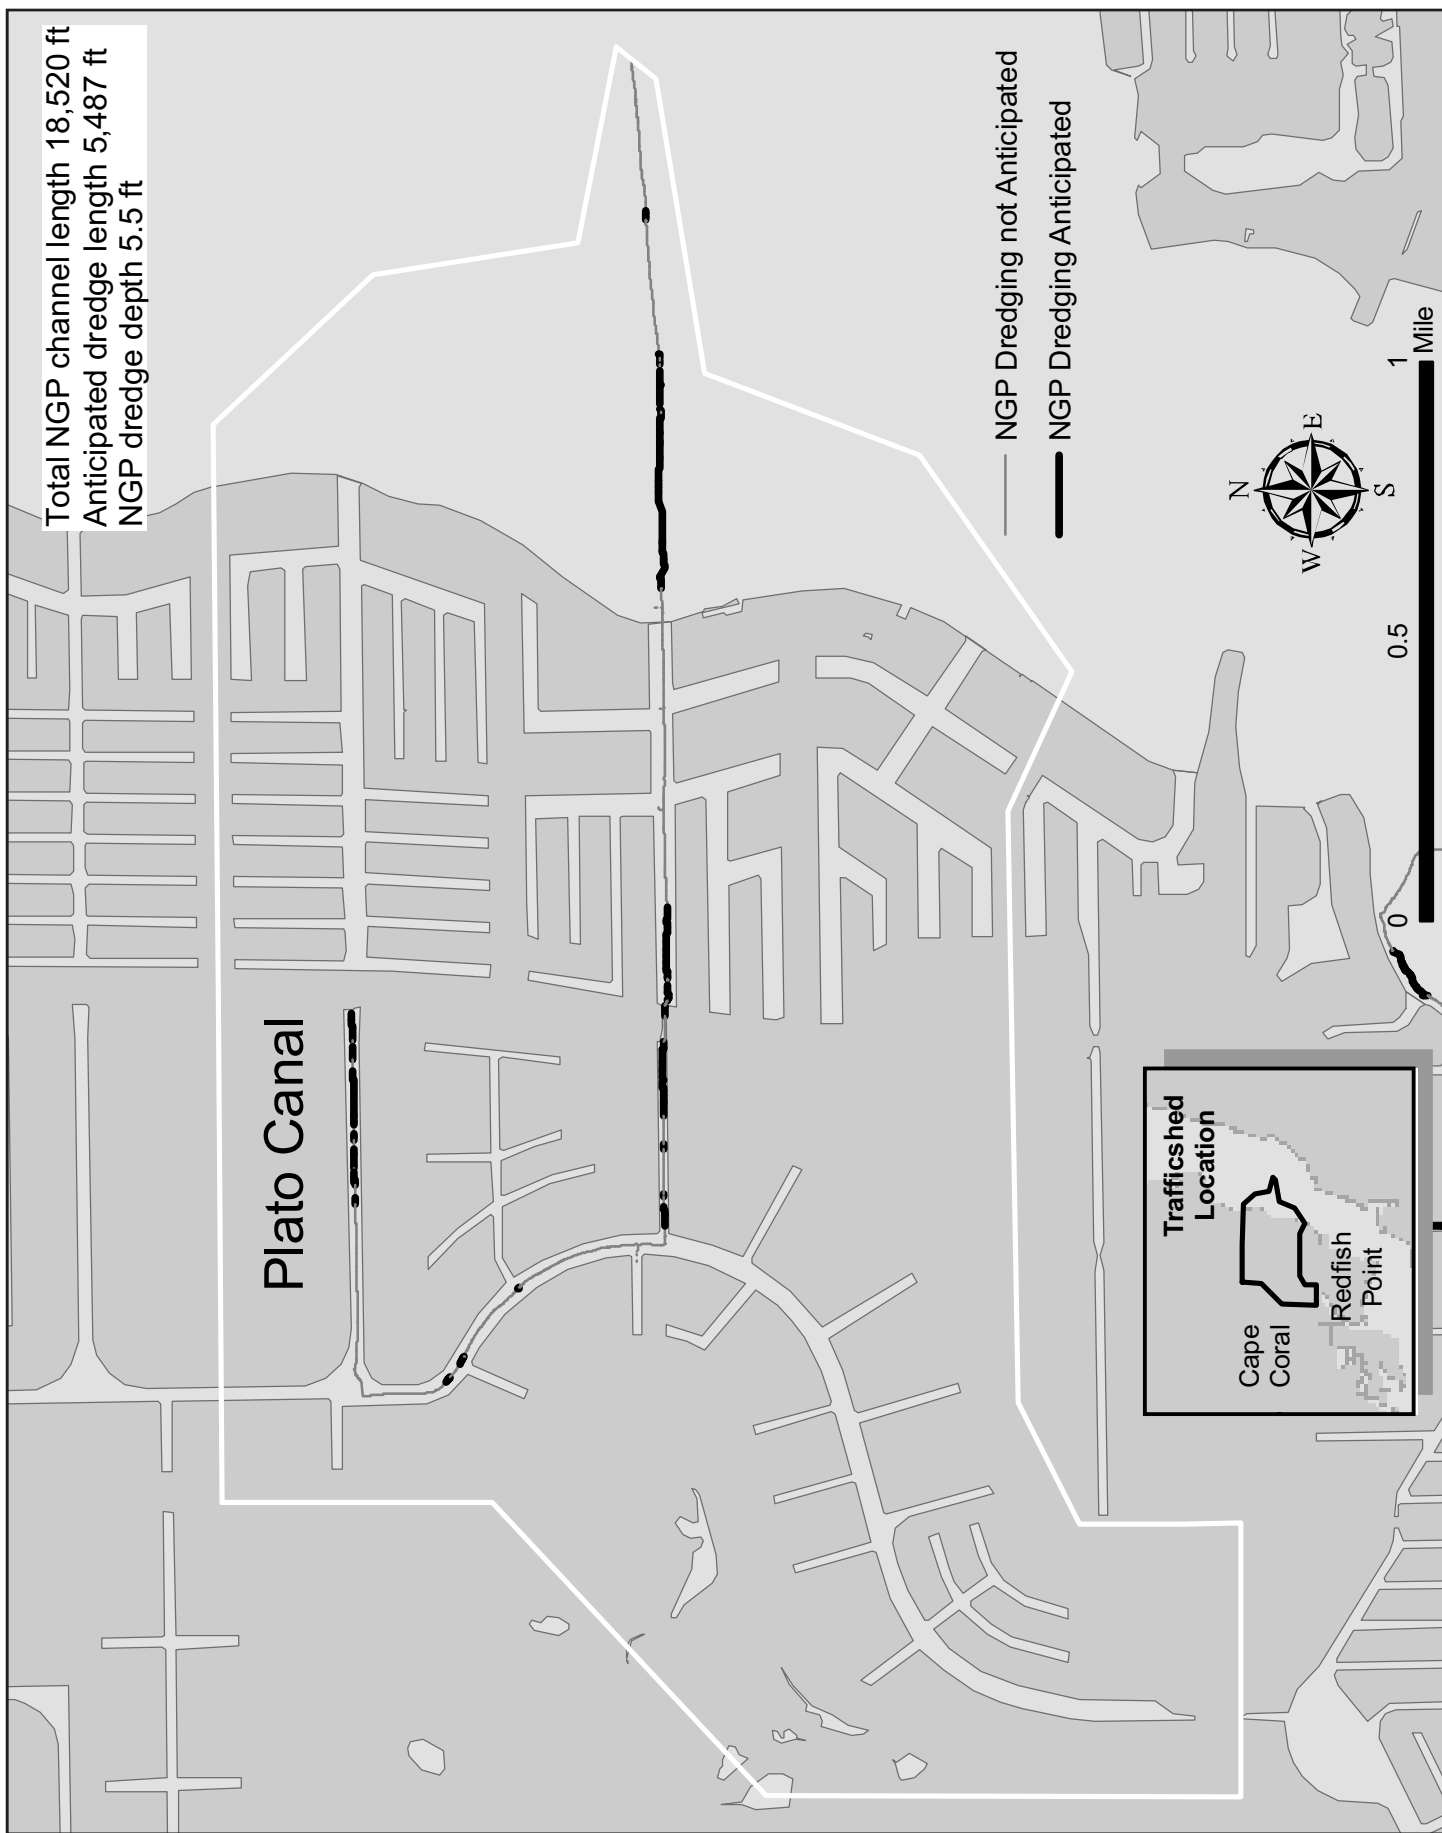 Total NGP channel length 18,520 ft
Anticipated dredge length 5,487 ft
NGP dredge depth 5.5 ft
Plato Canal
NGP Dredging not Anticipated
NGP Dredging Anticipated
N
W
E
S
0
0.5
1
Mile
Trafficshed
Location
Cape
Coral
Redfish
Point